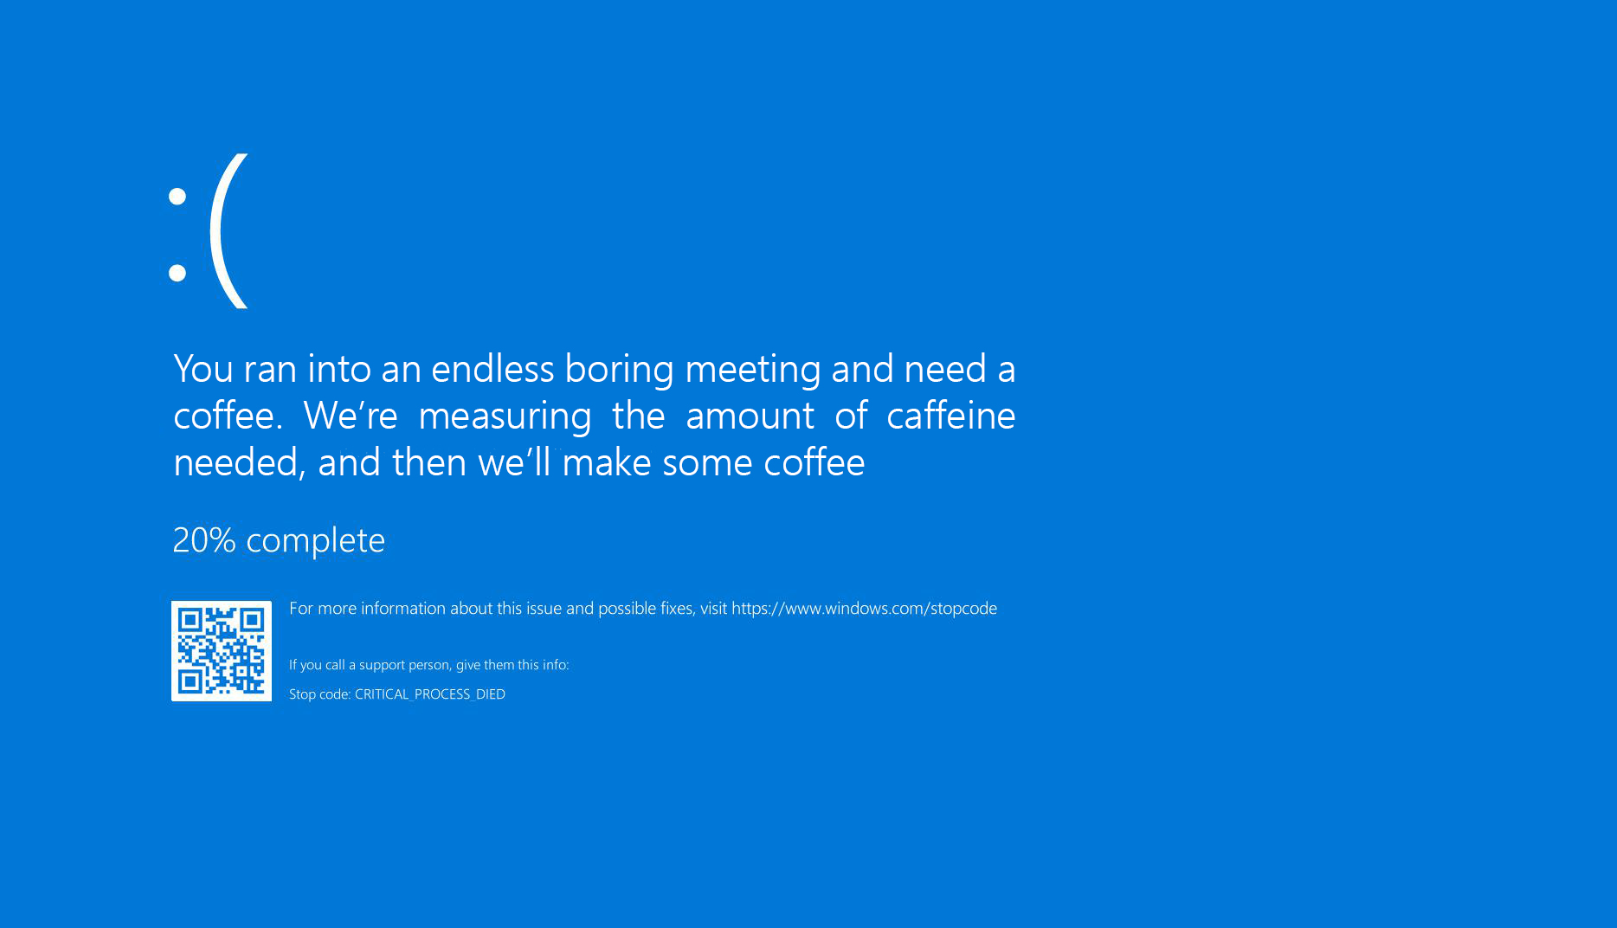 :(
You ran into an endless boring meeting and need a
coffee. We’re measuring the amount of caffeine
needed, and then we’ll make some coffee
20% complete
For more information about this issue and possible fixes, visit https://www.windows.com/stopcode
If you call a support person, give them this info:
Stop code: CRITICAL_PROCESS_DIED